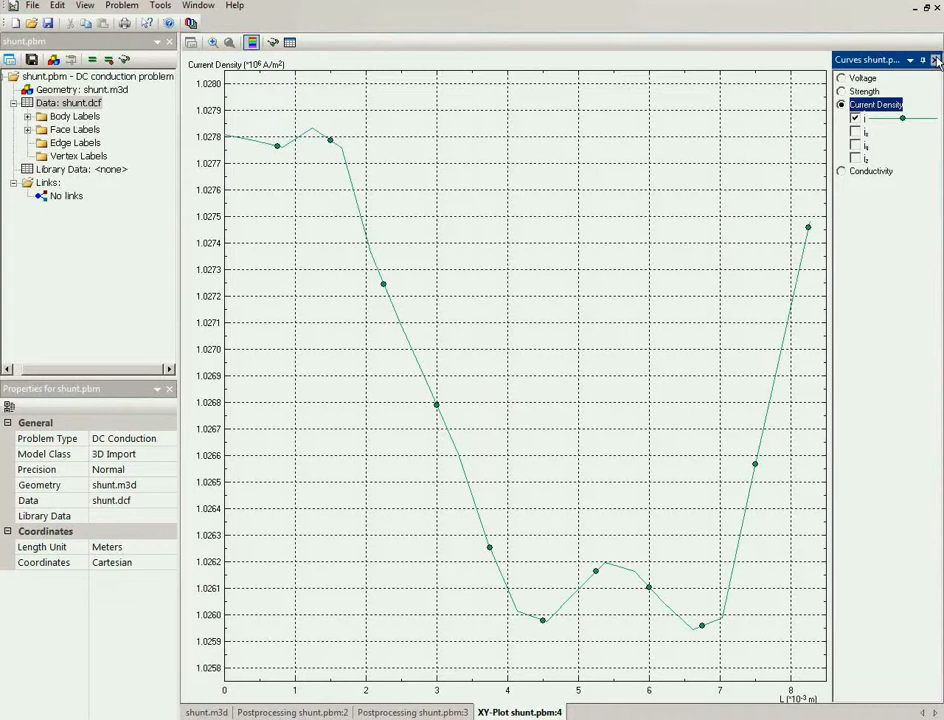 File Edit View Problem Tools Window Help
shunt.pbm
shunt.pbm - DC conduction problem
Geometry: shunt.m3d
Data: shunt.dcf
Body Labels
Face Labels
Edge Labels
Vertex Labels
Library Data: <none>
Links:
No links
Properties for shunt.pbm
General
Problem Type DC Conduction
Model Class 3D Import
Precision Normal
Geometry shunt.m3d
Data shunt.dcf
Library Data
Coordinates
Length Unit Meters
Coordinates Cartesian
Current Density (*10⁶ A/m²)
1.0280
1.0278
1.0277
1.0276
1.0275
1.0274
1.0273
1.0272
1.0271
1.0270
1.0269
1.0268
1.0267
1.0266
1.0265
1.0264
1.0263
1.0262
1.0261
1.0260
1.0259
1.0258
0 1 2 3 4 5 6 7 8
L (*10⁻³ m)
Curves shunt.p...
Voltage
Strength
Current Density
j
Conductivity
shunt.m3d Postprocessing shunt.pbm:2 Postprocessing shunt.pbm:3 XY-Plot shunt.pbm:4